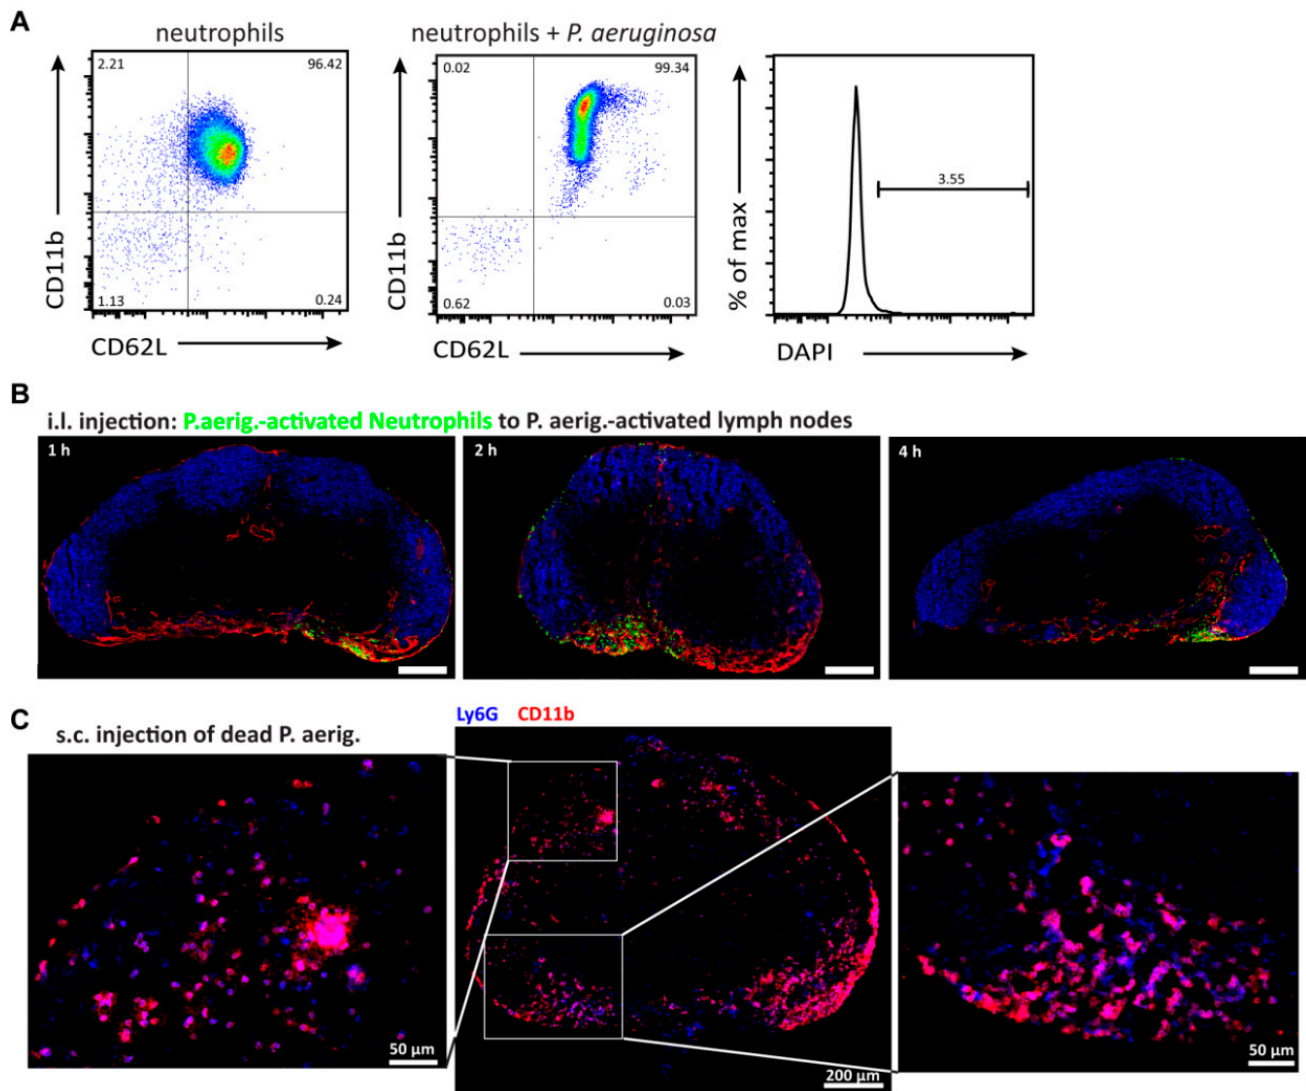 A
neutrophils
neutrophils + P. aeruginosa
2.21 96.42
1.13 0.24
CD11b
CD62L
0.02 99.34
0.62 0.03
CD11b
CD62L
3.55
% of max
DAPI
B
i.l. injection: P.aerig.-activated Neutrophils to P. aerig.-activated lymph nodes
1 h
2 h
4 h
C
s.c. injection of dead P. aerig.
Ly6G CD11b
50 µm
200 µm
50 µm